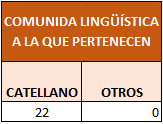 COMUNIDA LINGÜÍSTICA
A LA QUE PERTENECEN
CATELLANO OTROS
22 0